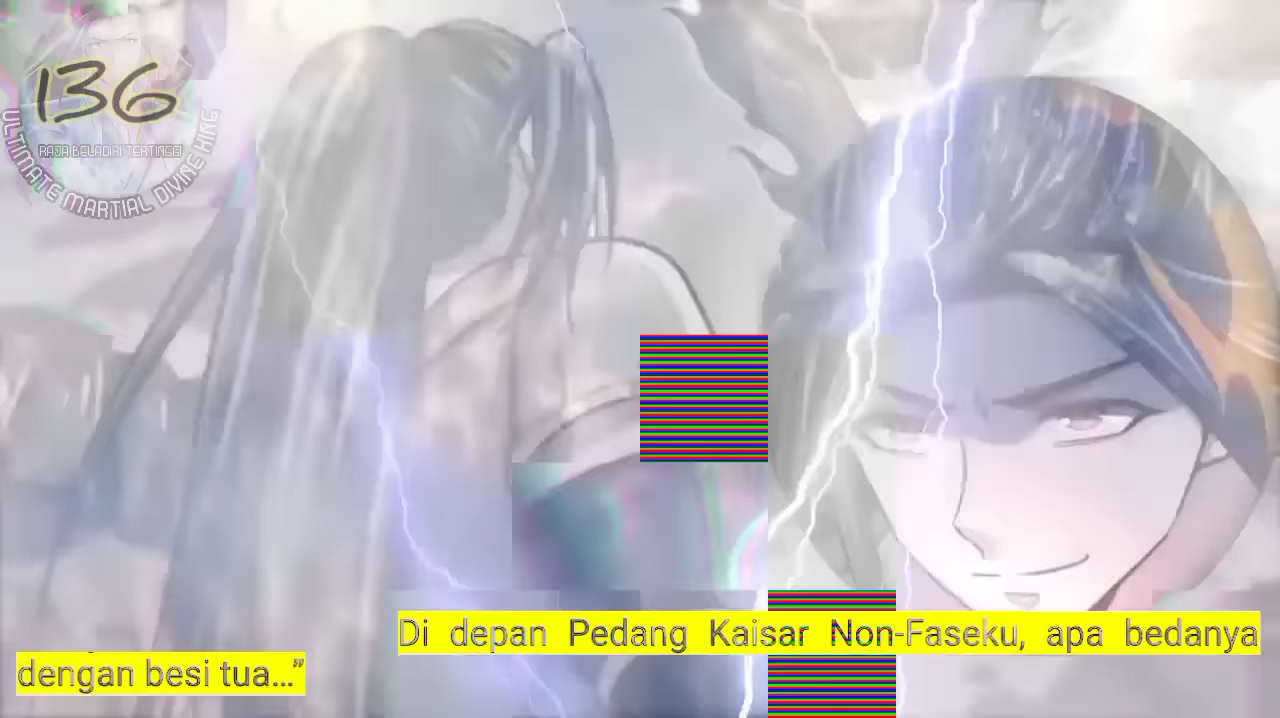 136
RAJA BELADIRI TERTINGGI
ULTIMATE MARTIAL DIVINE KING
Di depan Pedang Kaisar Non-Faseku, apa bedanya
dengan besi tua…”